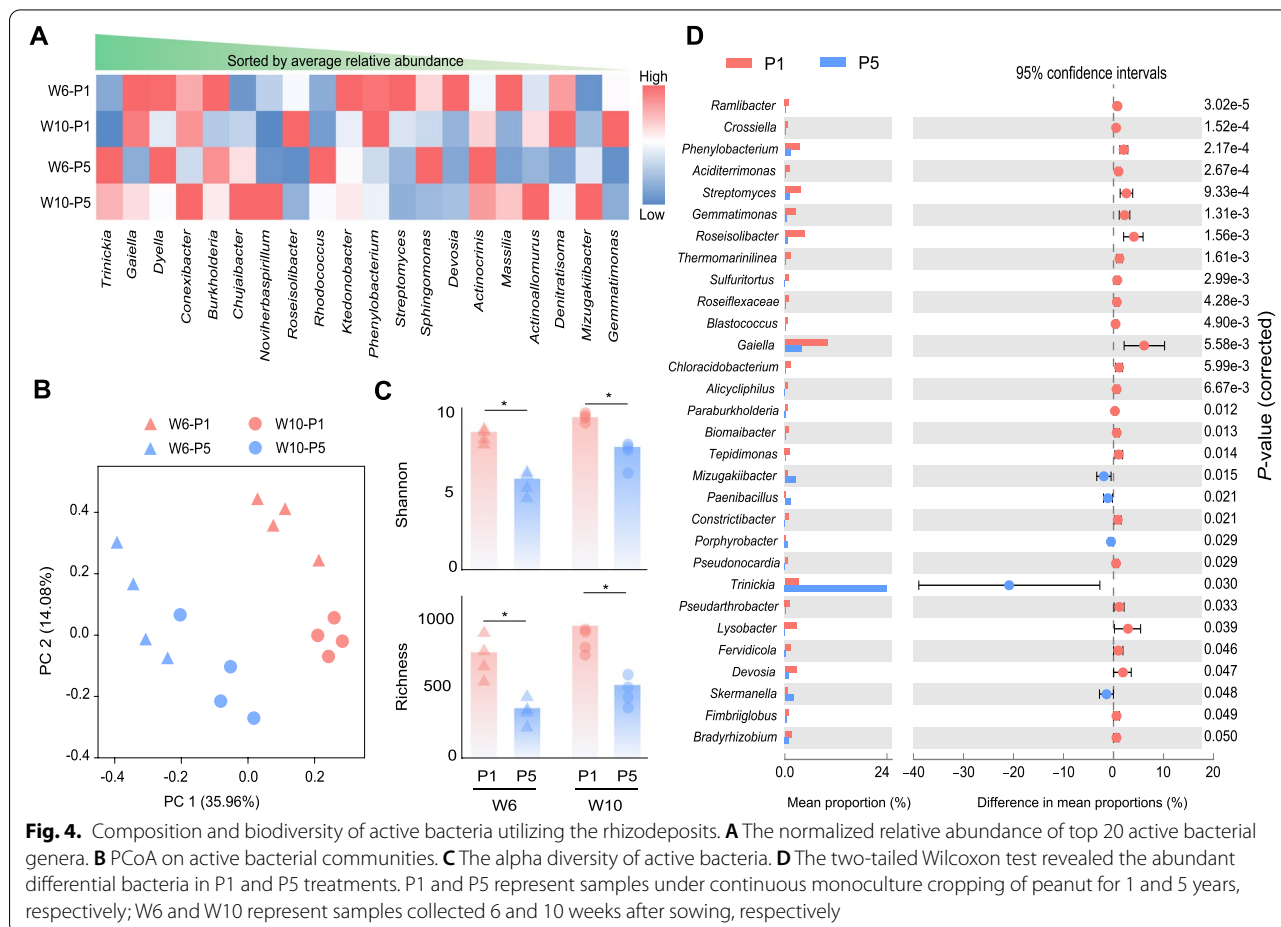 A
Sorted by average relative abundance
W6-P1
W10-P1
W6-P5
W10-P5
High
Low
Trinickia
Gaiella
Dyella
Conexibacter
Burkholderia
Chujaibacter
Noviherbaspirillum
Roseisolibacter
Rhodococcus
Ktedonobacter
Phenylobacterium
Streptomyces
Sphingomonas
Devosia
Actinocrinis
Massilia
Actinoallomurus
Denitratisoma
Mizugakiibacter
Gemmatimonas
B
W6-P1 W10-P1
W6-P5 W10-P5
PC 2 (14.08%)
0.4
0.2
0.0
-0.2
-0.4
-0.4 -0.2 0.0 0.2
PC 1 (35.96%)
C
Shannon
10
5
0
* *
Richness
1000
500
0
* *
P1 P5 P1 P5
W6 W10
D
P1 P5
95% confidence intervals
Ramlibacter 3.02e-5
Crossiella 1.52e-4
Phenylobacterium 2.17e-4
Aciditerrimonas 2.67e-4
Streptomyces 9.33e-4
Gemmatimonas 1.31e-3
Roseisolibacter 1.56e-3
Thermomarinilinea 1.61e-3
Sulfuritortus 2.99e-3
Roseiflexaceae 4.28e-3
Blastococcus 4.90e-3
Gaiella 5.58e-3
Chloracidobacterium 5.99e-3
Alicycliphilus 6.67e-3
Paraburkholderia 0.012
Biomaibacter 0.013
Tepidimonas 0.014
Mizugakiibacter 0.015
Paenibacillus 0.021
Constrictibacter 0.021
Porphyrobacter 0.029
Pseudonocardia 0.029
Trinickia 0.030
Pseudarthrobacter 0.033
Lysobacter 0.039
Fervidicola 0.046
Devosia 0.047
Skermanella 0.048
Fimbriiglobus 0.049
Bradyrhizobium 0.050
P-value (corrected)
0.0 24 −40 −30 −20 −10 0 10 20
Mean proportion (%) Difference in mean proportions (%)
Fig. 4. Composition and biodiversity of active bacteria utilizing the rhizodeposits. A The normalized relative abundance of top 20 active bacterial
genera. B PCoA on active bacterial communities. C The alpha diversity of active bacteria. D The two-tailed Wilcoxon test revealed the abundant
differential bacteria in P1 and P5 treatments. P1 and P5 represent samples under continuous monoculture cropping of peanut for 1 and 5 years,
respectively; W6 and W10 represent samples collected 6 and 10 weeks after sowing, respectively